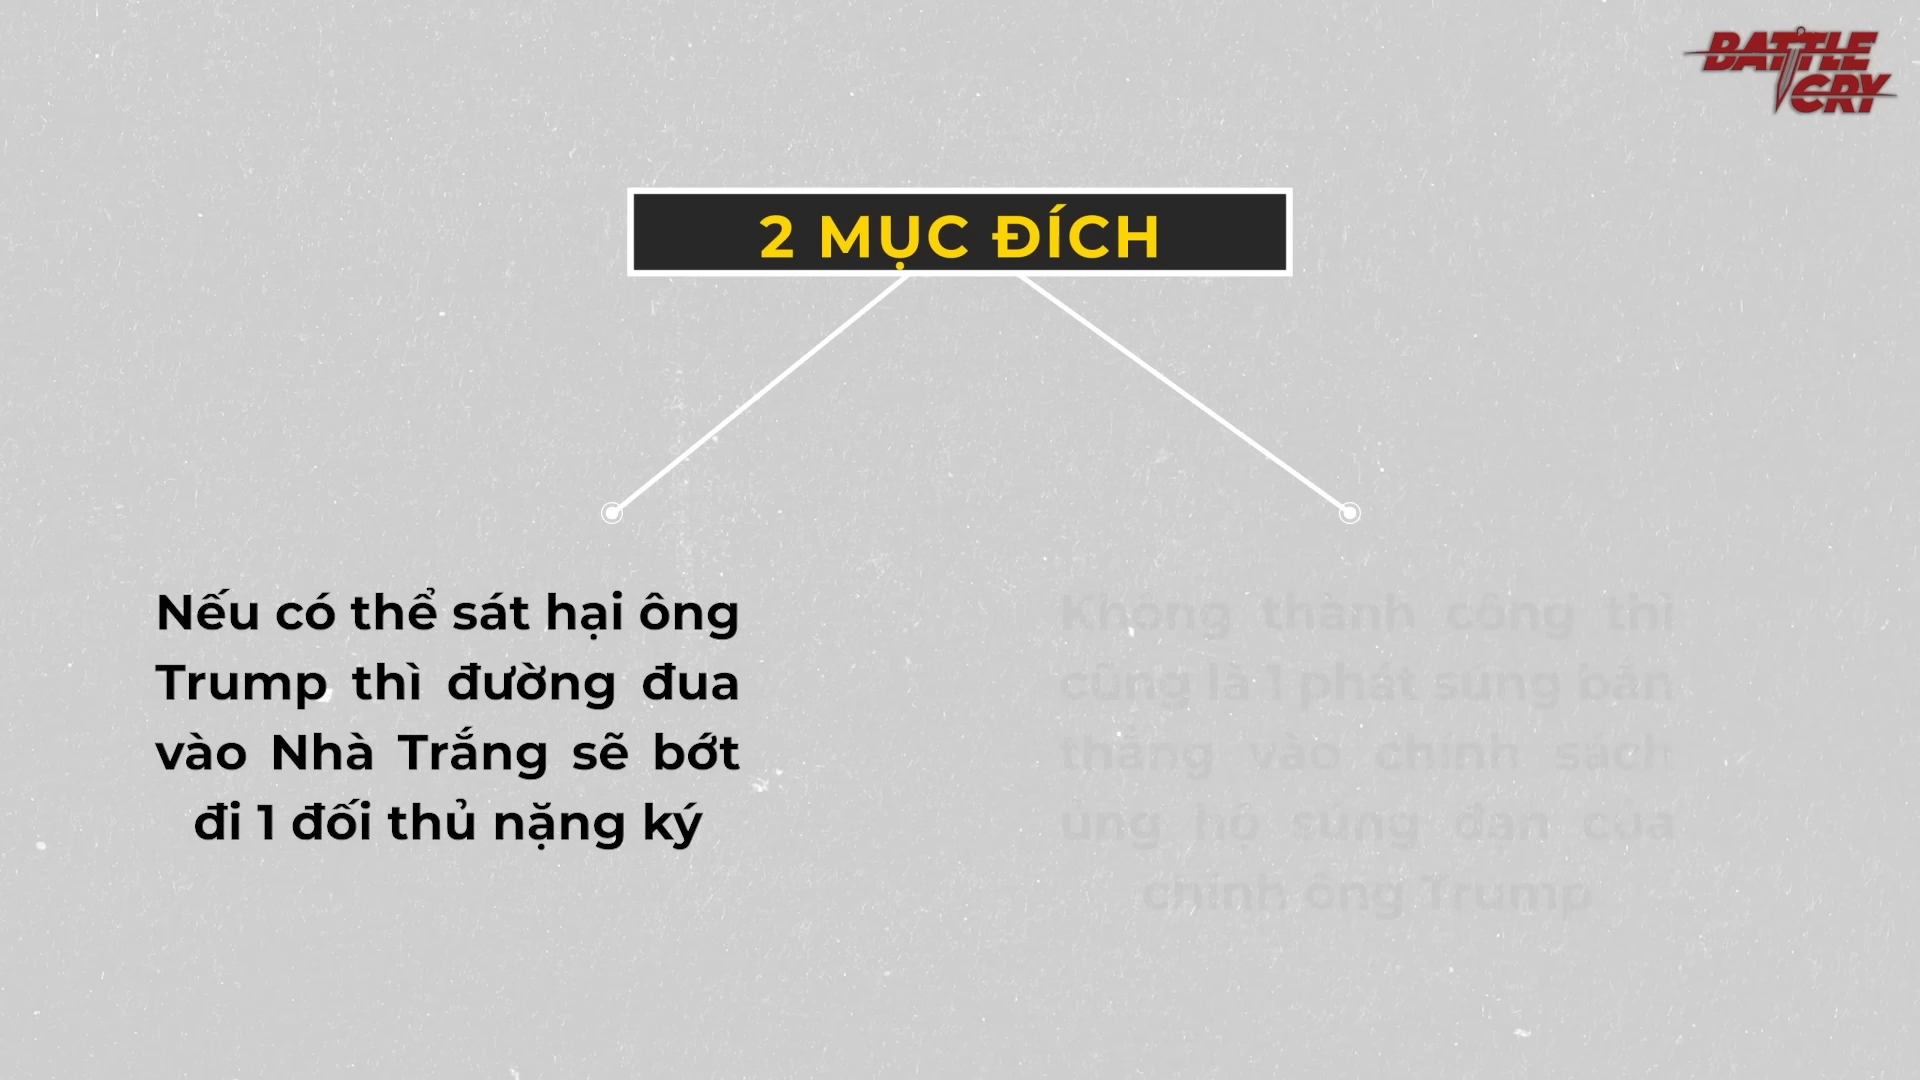 BATTLE
CRY
2 MỤC ĐÍCH
Nếu có thể sát hại ông
Trump thì đường đua
vào Nhà Trắng sẽ bớt
đi 1 đối thủ nặng ký
Không thành công thì
cũng là 1 phát súng bắn
thẳng vào chính sách
ủng hộ súng đạn của
chính ông Trump